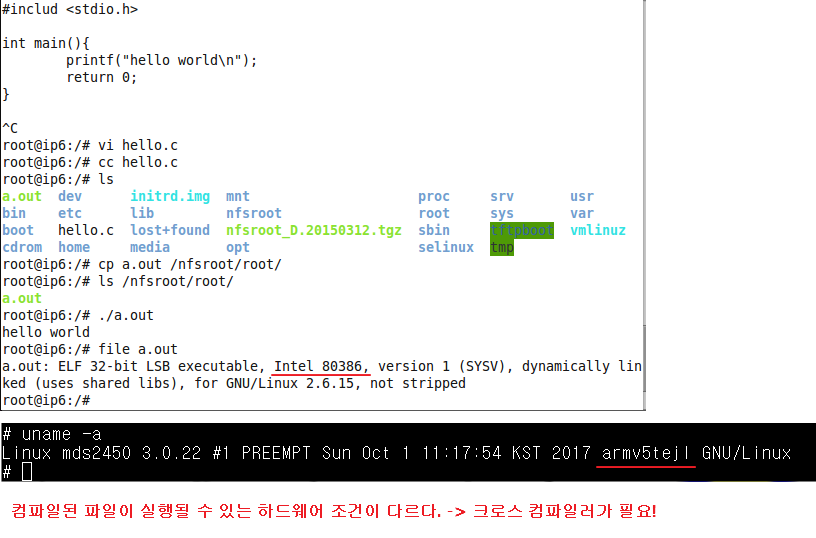 #includ <stdio.h>
int main(){
printf("hello world\n");
return 0;
}
^C
root@ip6:/# vi hello.c
root@ip6:/# cc hello.c
root@ip6:/# ls
a.out dev initrd.img mnt proc srv usr
bin etc lib nfsroot root sys var
boot hello.c lost+found nfsroot_D.20150312.tgz sbin tftpboot vmlinuz
cdrom home media opt selinux tmp
root@ip6:/# cp a.out /nfsroot/root/
root@ip6:/# ls /nfsroot/root/
a.out
root@ip6:/# ./a.out
hello world
root@ip6:/# file a.out
a.out: ELF 32-bit LSB executable, Intel 80386, version 1 (SYSV), dynamically lin
ked (uses shared libs), for GNU/Linux 2.6.15, not stripped
root@ip6:/#
# uname -a
Linux mds2450 3.0.22 #1 PREEMPT Sun Oct 1 11:17:54 KST 2017 armv5tejl GNU/Linux
#
컴파일된 파일이 실행될 수 있는 하드웨어 조건이 다르다. -> 크로스 컴파일러가 필요!